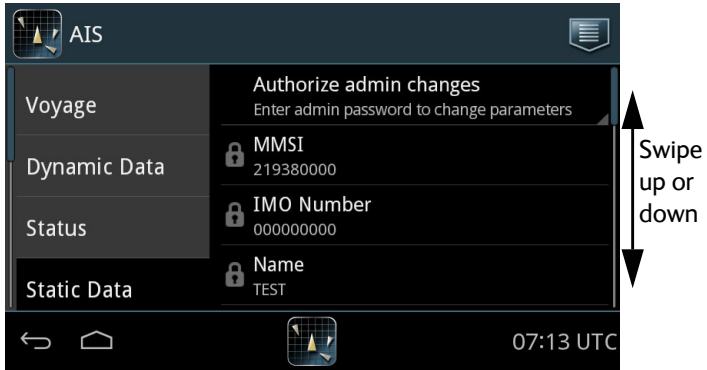 AIS
Voyage
Dynamic Data
Status
Static Data
Authorize admin changes
Enter admin password to change parameters
MMSI
219380000
IMO Number
000000000
Name
TEST
07:13 UTC
Swipe
up or
down